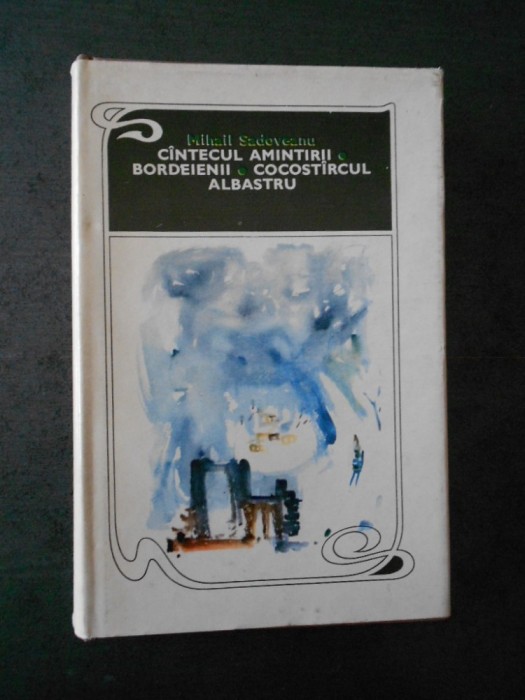 Mihail Sadoveanu
CÎNTECUL AMINTIRII •
BORDEIENII • COCOSTÎRCUL
ALBASTRU